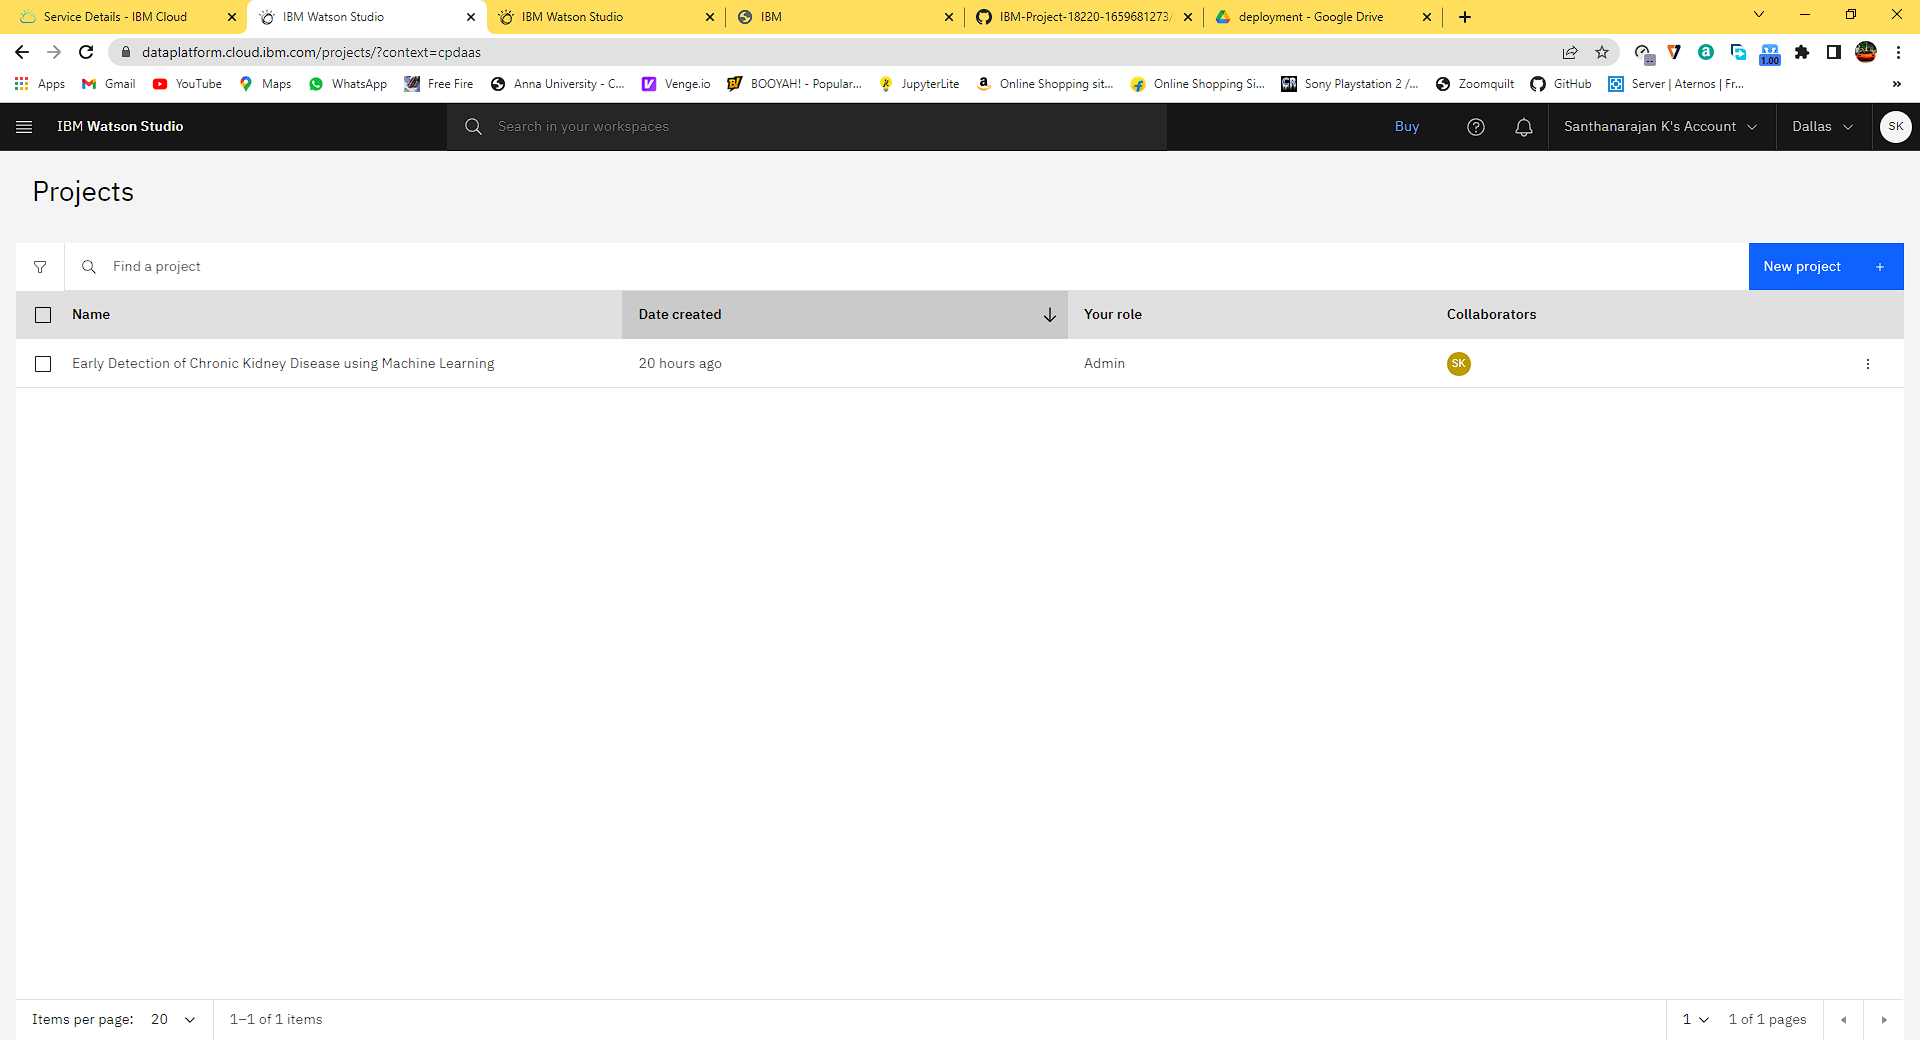 Service Details - IBM Cloud
IBM Watson Studio
IBM Watson Studio
IBM
IBM-Project-18220-1659681273/
deployment - Google Drive
dataplatform.cloud.ibm.com/projects/?context=cpdaas
1.00
Apps
Gmail
YouTube
Maps
WhatsApp
Free Fire
Anna University - C...
Venge.io
BOOYAH! - Popular...
JupyterLite
Online Shopping sit...
Online Shopping Si...
Sony Playstation 2 /...
Zoomquilt
GitHub
Server | Aternos | Fr...
IBM Watson Studio
Search in your workspaces
Buy
Santhanarajan K's Account
Dallas
SK
Projects
Find a project
New project +
Name
Date created
Your role
Collaborators
Early Detection of Chronic Kidney Disease using Machine Learning
20 hours ago
Admin
SK
Items per page: 20
1–1 of 1 items
1
1 of 1 pages